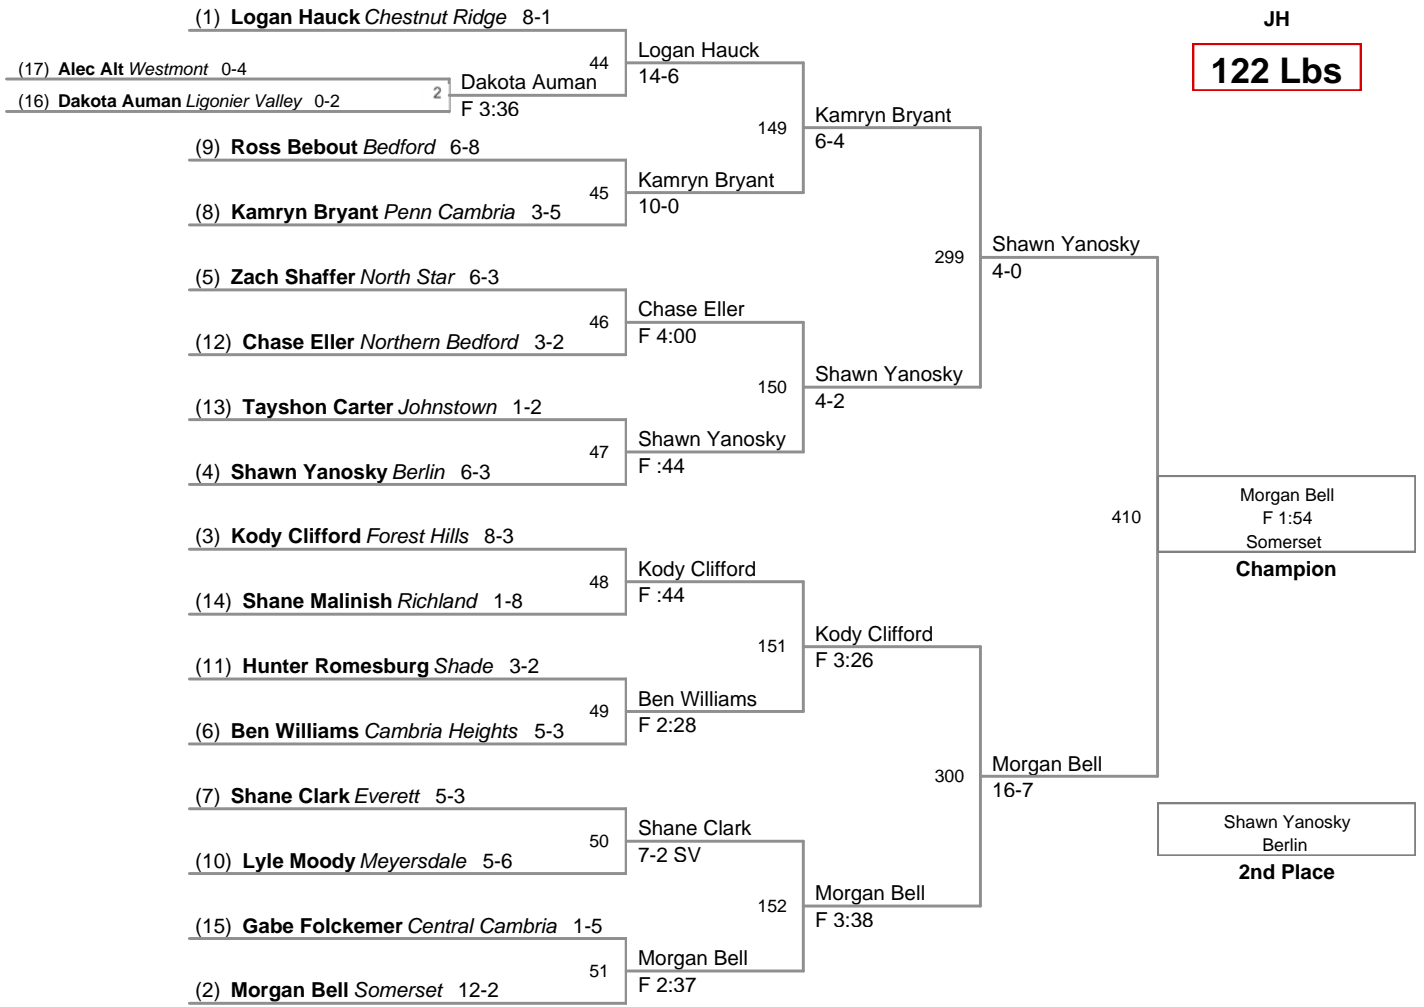 (1) Logan Hauck Chestnut Ridge 8-1
JH
122 Lbs
44
Logan Hauck
14-6
(17) Alec Alt Westmont 0-4
(16) Dakota Auman Ligonier Valley 0-2
2
Dakota Auman
F 3:36
149
Kamryn Bryant
6-4
(9) Ross Bebout Bedford 6-8
45
Kamryn Bryant
10-0
(8) Kamryn Bryant Penn Cambria 3-5
299
Shawn Yanosky
4-0
(5) Zach Shaffer North Star 6-3
46
Chase Eller
F 4:00
(12) Chase Eller Northern Bedford 3-2
150
Shawn Yanosky
4-2
(13) Tayshon Carter Johnstown 1-2
47
Shawn Yanosky
F :44
(4) Shawn Yanosky Berlin 6-3
410
Morgan Bell
F 1:54
Somerset
Champion
(3) Kody Clifford Forest Hills 8-3
48
Kody Clifford
F :44
(14) Shane Malinish Richland 1-8
151
Kody Clifford
F 3:26
(11) Hunter Romesburg Shade 3-2
49
Ben Williams
F 2:28
(6) Ben Williams Cambria Heights 5-3
300
Morgan Bell
16-7
(7) Shane Clark Everett 5-3
50
Shane Clark
7-2 SV
(10) Lyle Moody Meyersdale 5-6
Shawn Yanosky
Berlin
2nd Place
152
Morgan Bell
F 3:38
(15) Gabe Folckemer Central Cambria 1-5
51
Morgan Bell
F 2:37
(2) Morgan Bell Somerset 12-2